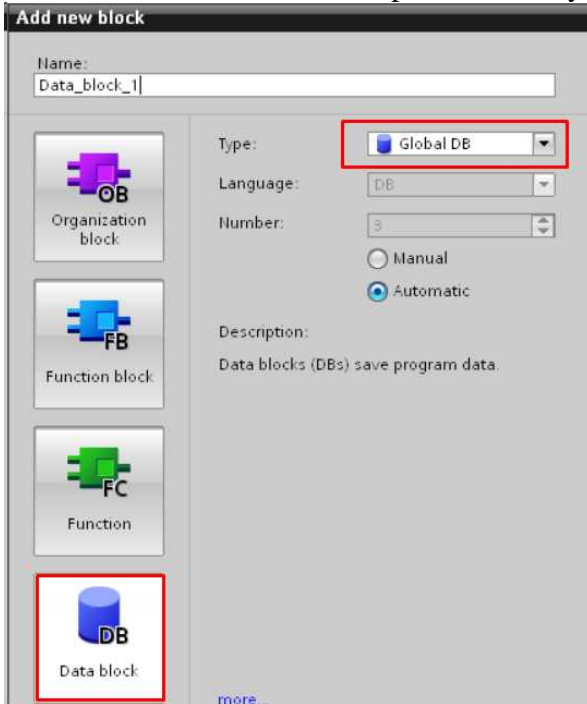 Add new block
Name:
Data_block_1
OB
Organization
block
FB
Function block
FC
Function
DB
Data block
Type:
Global DB
Language:
DB
Number:
3
Manual
Automatic
Description:
Data blocks (DBs) save program data.
more...